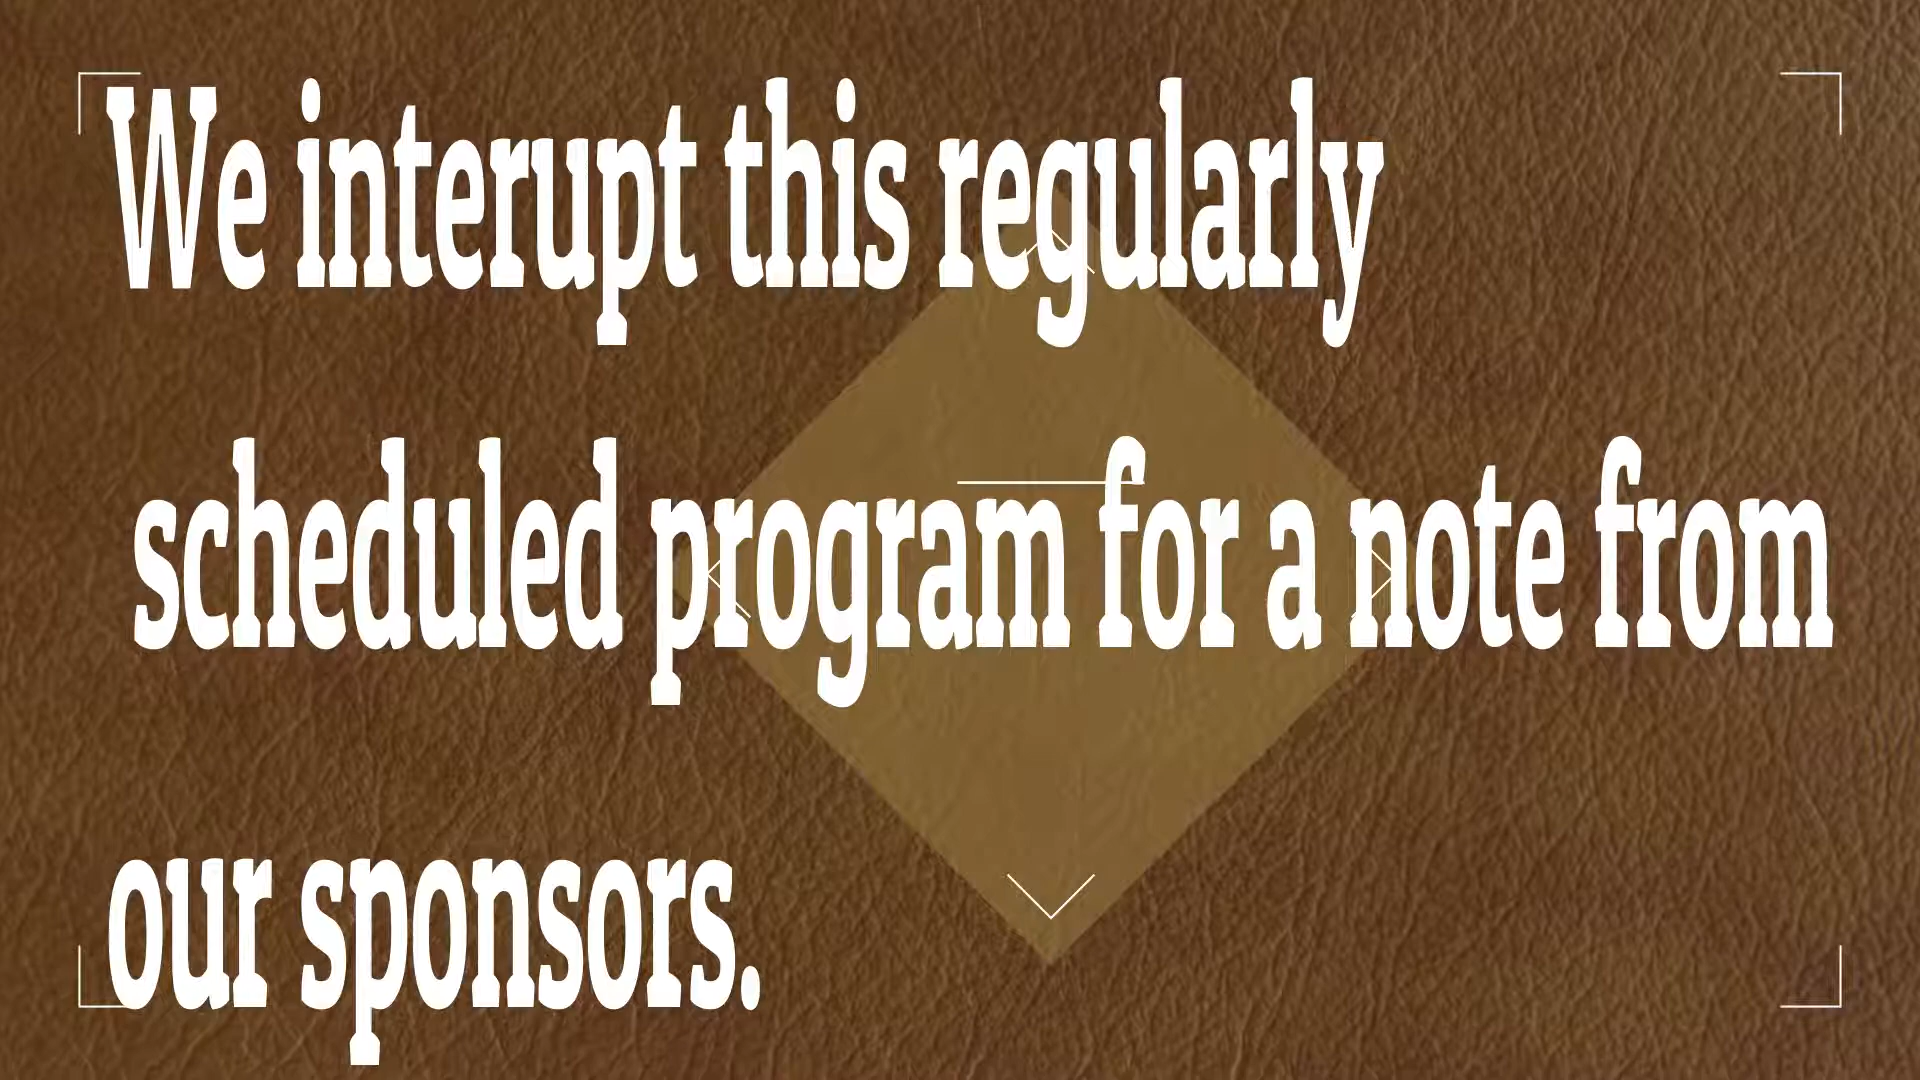 We interupt this regularly
scheduled program for a note from
our sponsors.